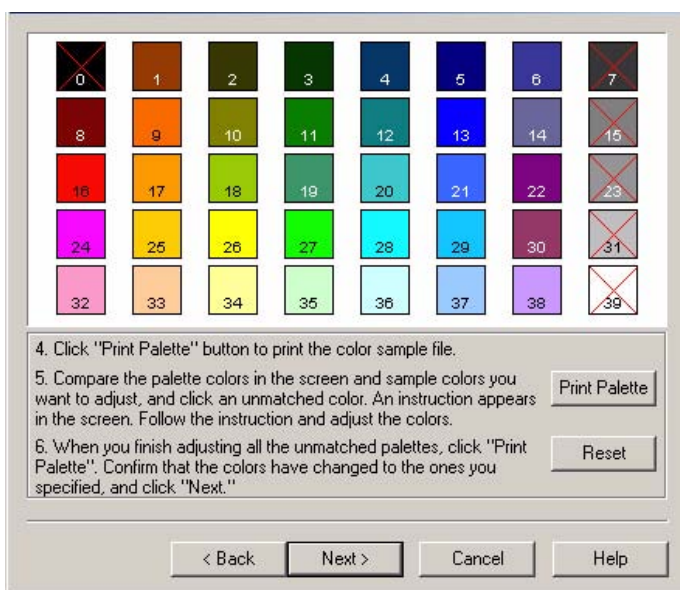 0 1 2 3 4 5 6 7
8 9 10 11 12 13 14 15
16 17 18 19 20 21 22 23
24 25 26 27 28 29 30 31
32 33 34 35 36 37 38 39
4. Click "Print Palette" button to print the color sample file.
5. Compare the palette colors in the screen and sample colors you
want to adjust, and click an unmatched color. An instruction appears
in the screen. Follow the instruction and adjust the colors.
Print Palette
6. When you finish adjusting all the unmatched palettes, click "Print
Palette". Confirm that the colors have changed to the ones you
specified, and click "Next."
Reset
< Back Next > Cancel Help